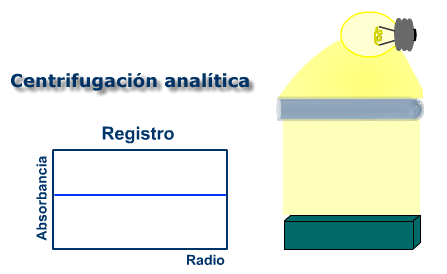 Centrifugación analítica
Registro
Absorbancia
Radio